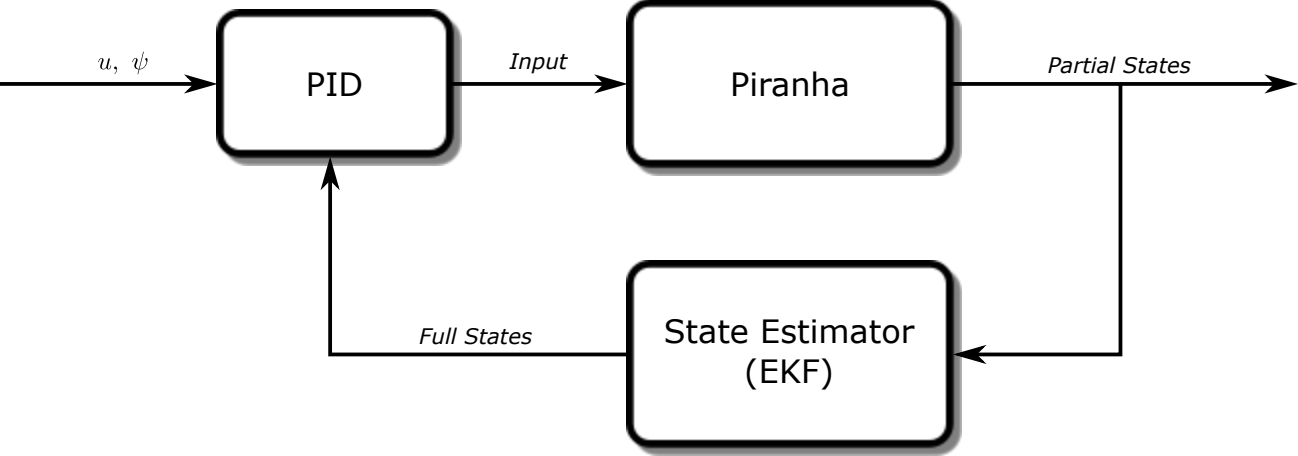 u, ψ
PID
Input
Piranha
Partial States
Full States
State Estimator
(EKF)